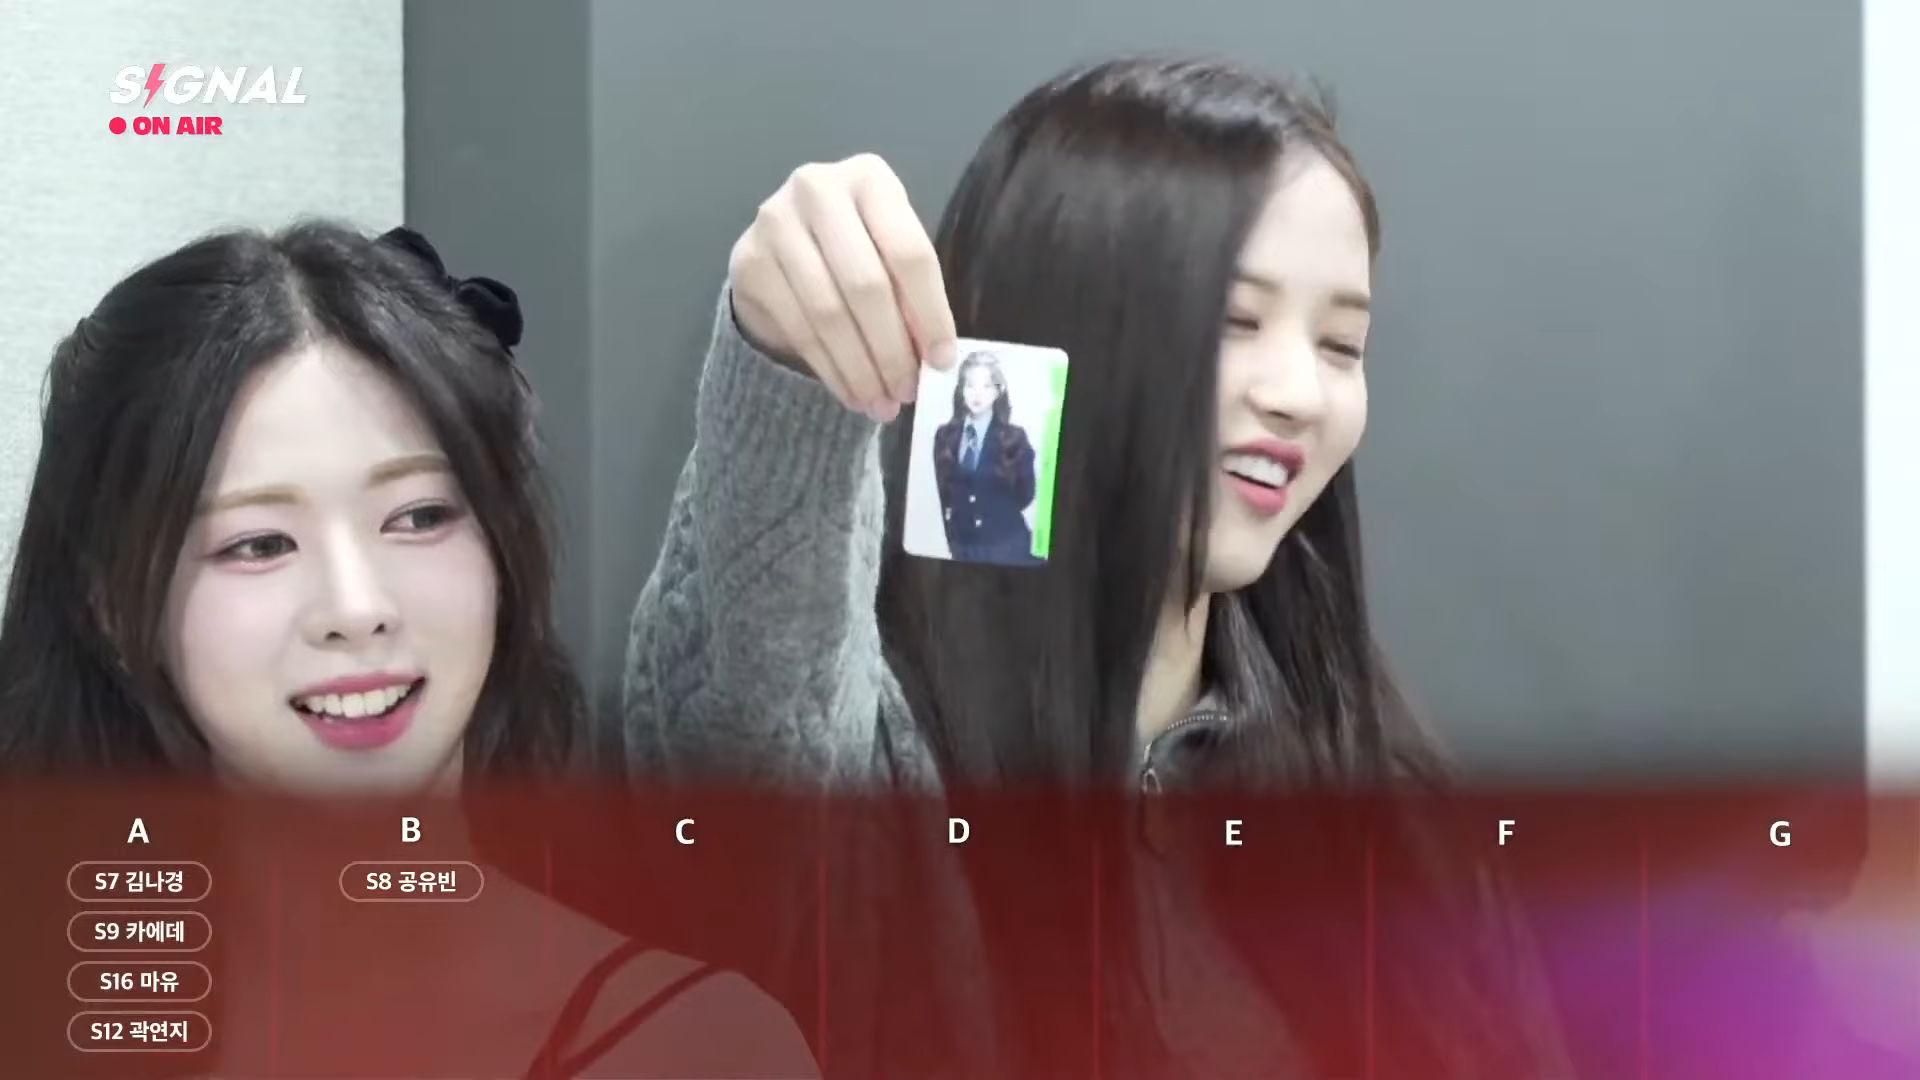 SIGNAL
ON AIR
A B C D E F G
S7 김나경 S8 공유빈
S9 카에데
S16 마유
S12 곽연지